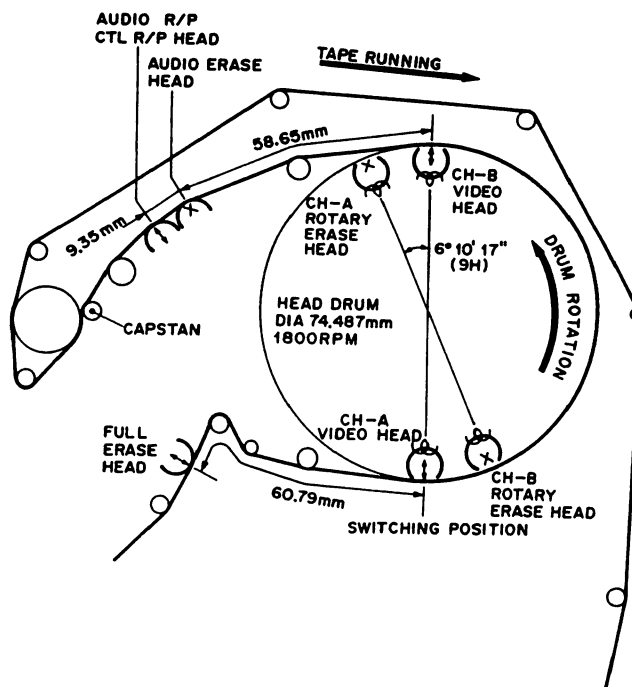 AUDIO R/P
CTL R/P HEAD
AUDIO ERASE
HEAD
TAPE RUNNING
58.65mm
9.35mm
CH-A
ROTARY
ERASE
HEAD
CH-B
VIDEO
HEAD
6° 10' 17"
(9H)
DRUM ROTATION
HEAD DRUM
DIA 74.487mm
1800RPM
CAPSTAN
CH-A
VIDEO HEAD
FULL
ERASE
HEAD
60.79mm
CH-B
ROTARY
ERASE HEAD
SWITCHING POSITION